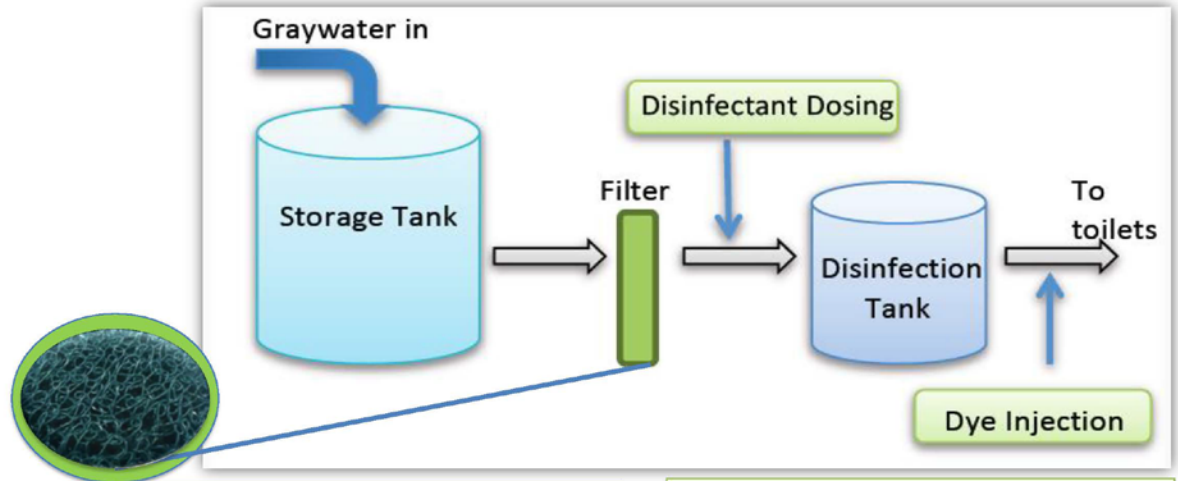 Graywater in
Disinfectant Dosing
Storage Tank
Filter
To
toilets
Disinfection
Tank
Dye Injection